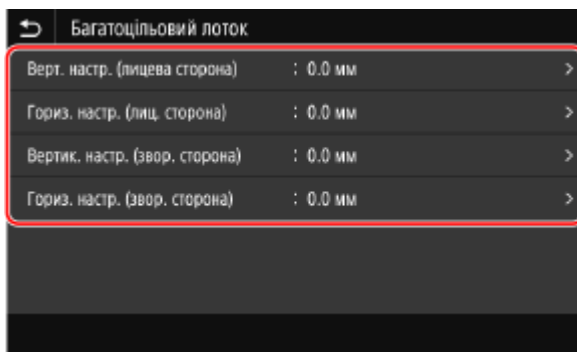 Багатоцільовий лоток
Верт. настр. (лицева сторона) : 0.0 мм >
Гориз. настр. (лиц. сторона) : 0.0 мм >
Вертик. настр. (звор. сторона) : 0.0 мм >
Гориз. настр. (звор. сторона) : 0.0 мм >